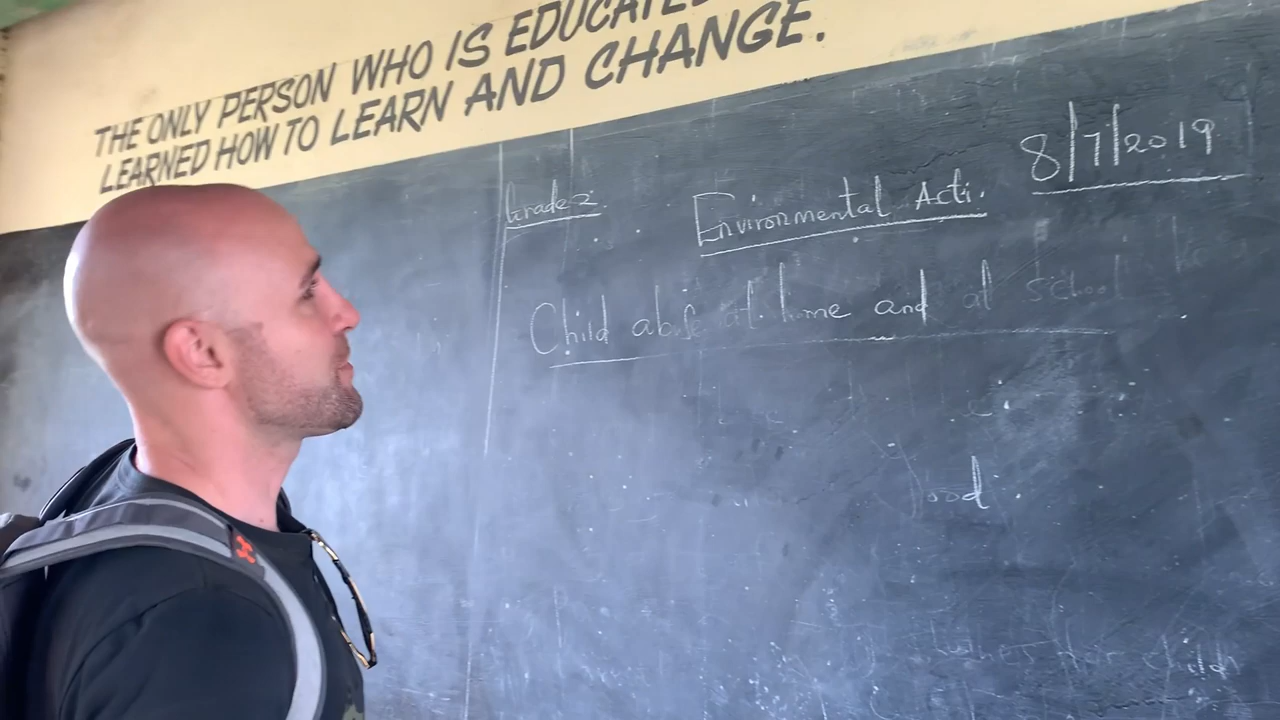 THE ONLY PERSON WHO IS EDUCATED
LEARNED HOW TO LEARN AND CHANGE.
8/7/2019
Grade 2.
Environmental Acti.
Child abuse at home and at school
child